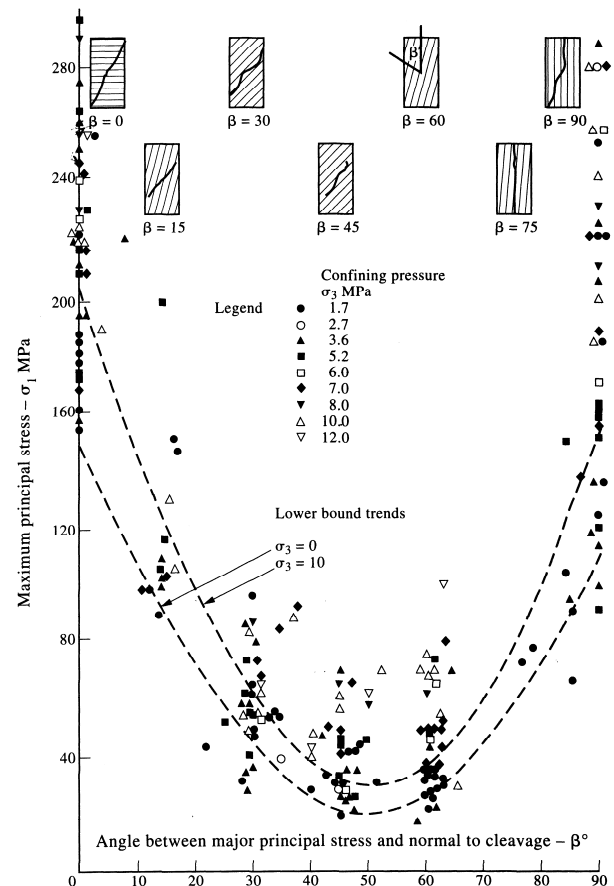 280
240
200
160
120
80
40
0
Maximum principal stress – σ₁ MPa
β = 0
β = 30
β
β = 60
β = 90
β = 15
β = 45
β = 75
Legend
Confining pressure
σ₃ MPa
1.7
2.7
3.6
5.2
6.0
7.0
8.0
10.0
12.0
Lower bound trends
σ₃ = 0
σ₃ = 10
Angle between major principal stress and normal to cleavage – β°
0
10
20
30
40
50
60
70
80
90